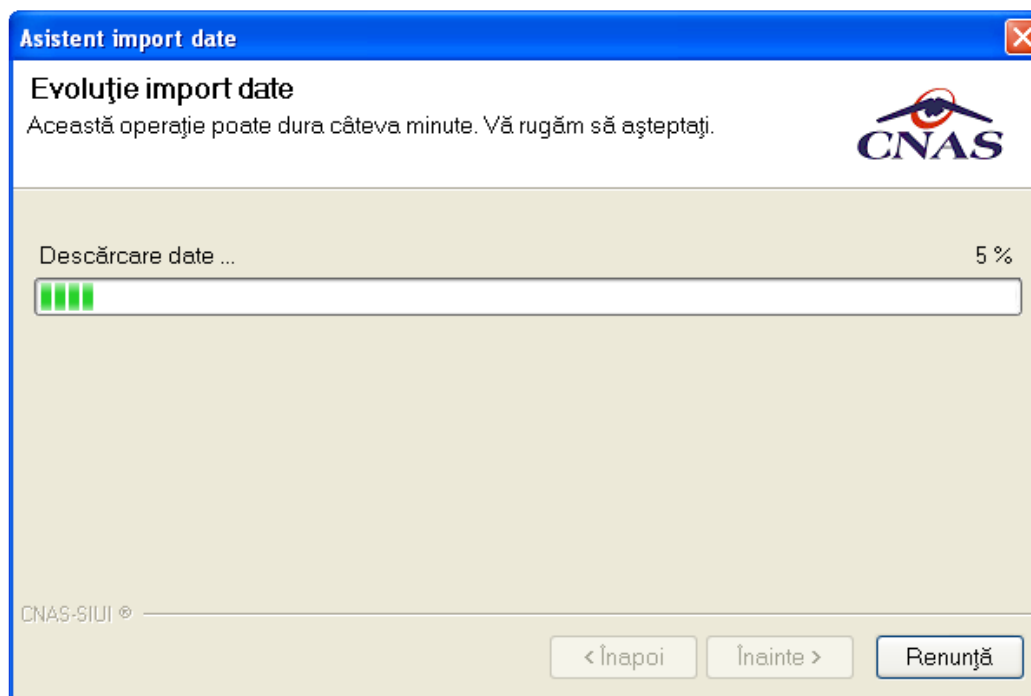 Asistent import date
Evoluţie import date
Această operaţie poate dura câteva minute. Vă rugăm să aşteptaţi.
CNAS
Descărcare date ... 5 %
CNAS-SIUI ®
< Înapoi Înainte > Renunţă